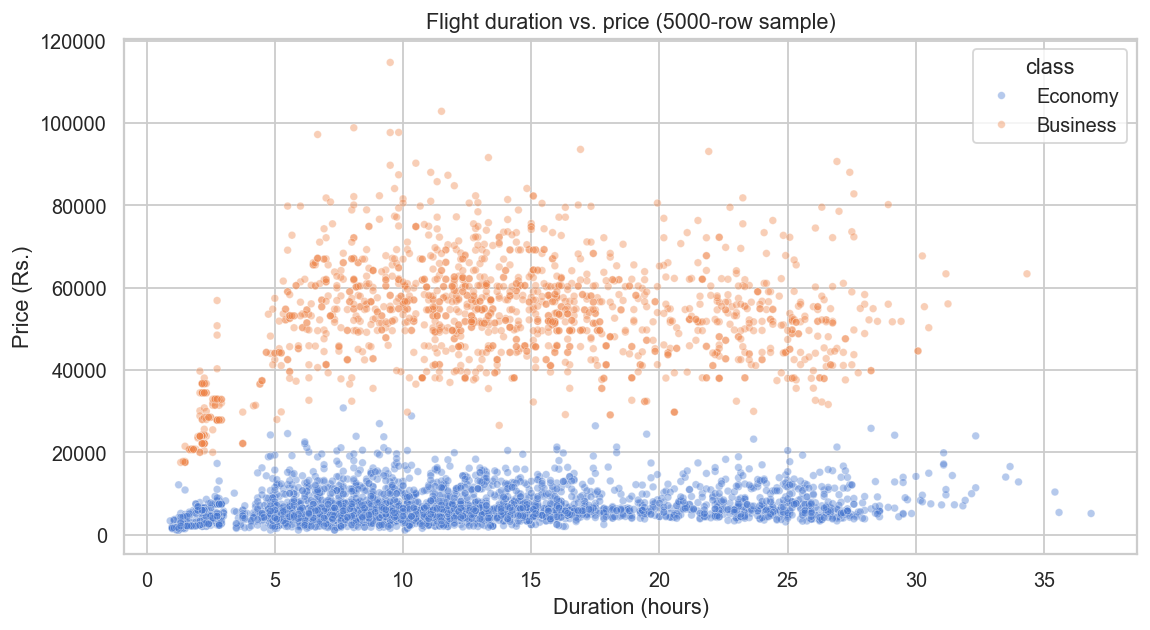 Flight duration vs. price (5000-row sample)
class
Economy
Business
Price (Rs.)
120000
100000
80000
60000
40000
20000
0
0 5 10 15 20 25 30 35
Duration (hours)